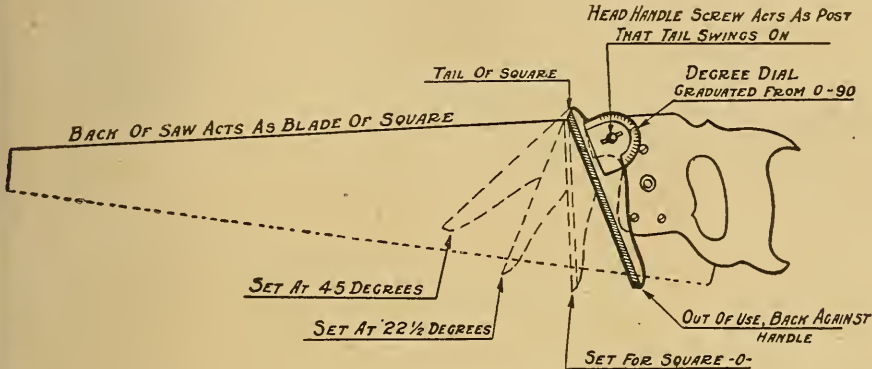 HEAD HANDLE SCREW ACTS AS POST
THAT TAIL SWINGS ON
TAIL OF SQUARE
DEGREE DIAL
GRADUATED FROM 0-90
BACK OF SAW ACTS AS BLADE OF SQUARE
SET AT 45 DEGREES
SET AT 22½ DEGREES
OUT OF USE, BACK AGAINST
HANDLE
SET FOR SQUARE -0-